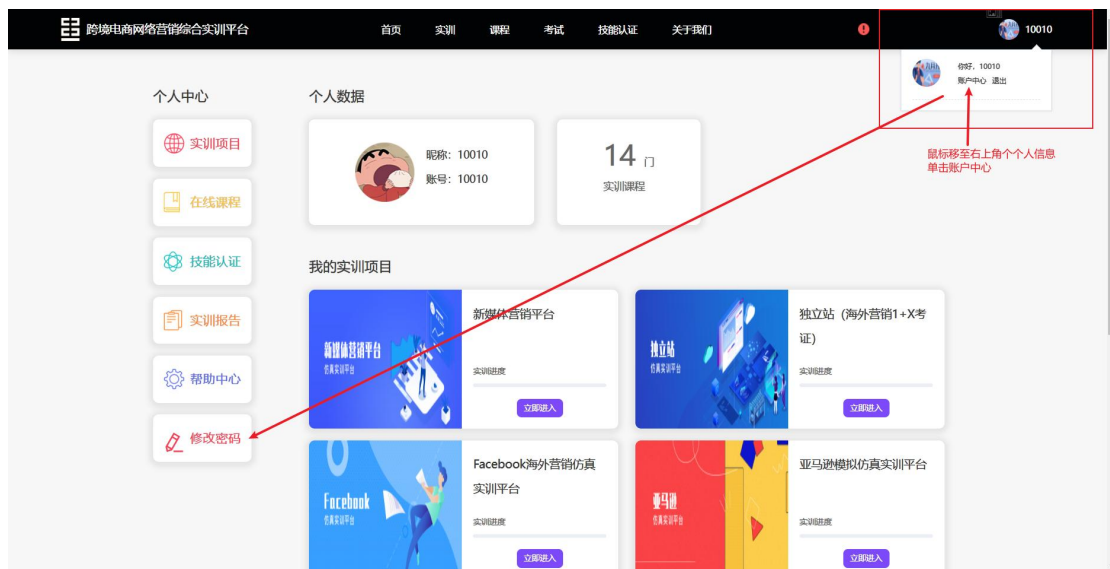 跨境电商网络营销综合实训平台
首页 实训 课程 考试 技能认证 关于我们
10010
你好，10010
账户中心 退出
鼠标移至右上角个个人信息
单击账户中心
个人中心
实训项目
在线课程
技能认证
实训报告
帮助中心
修改密码
个人数据
昵称：10010
账号：10010
14 门
实训课程
我的实训项目
新媒体营销平台
仿真实训平台
新媒体营销平台
实训进度
立即进入
独立站
仿真实训平台
独立站（海外营销1+X考
证）
实训进度
立即进入
Facebook
仿真实训平台
Facebook海外营销仿真
实训平台
实训进度
立即进入
亚马逊
仿真实训平台
亚马逊模拟仿真实训平台
实训进度
立即进入